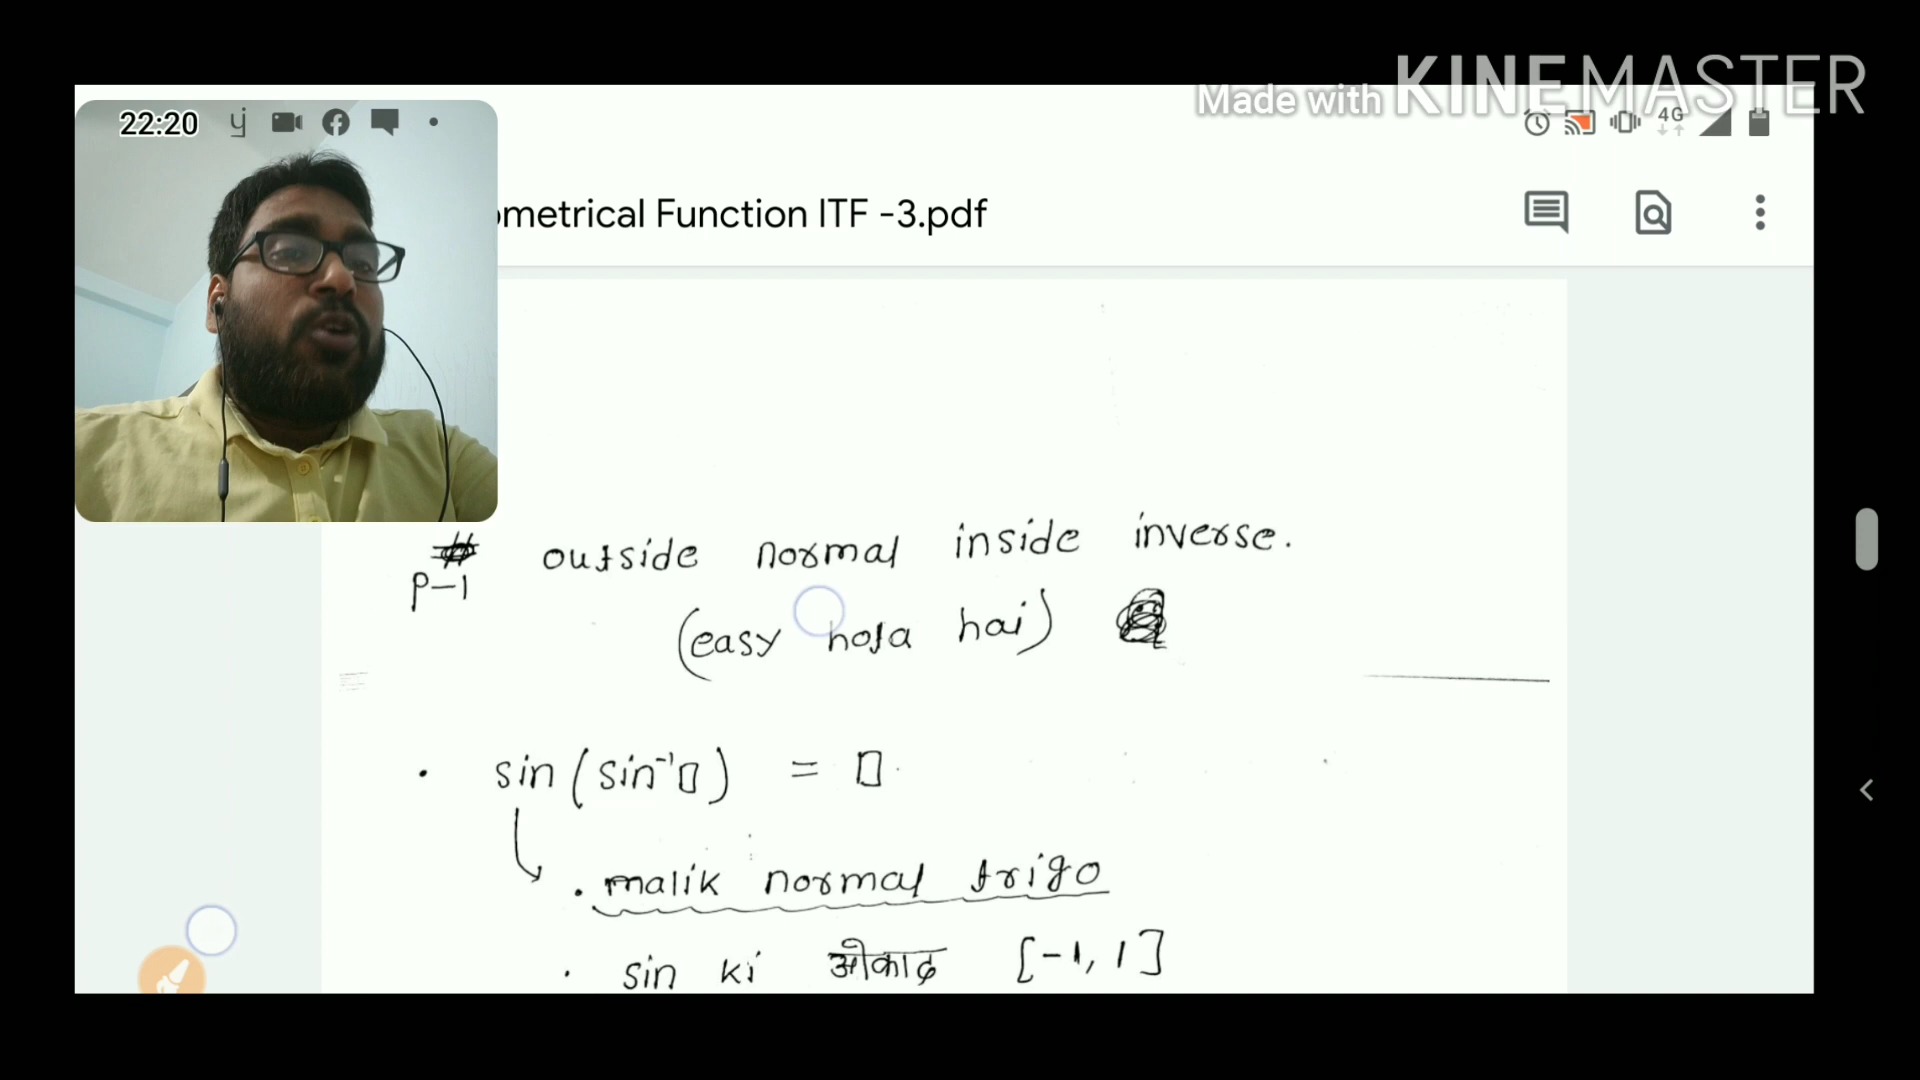 Made with KINEMASTER
22:20
4G
ometrical Function ITF -3.pdf
# outside normal inside inverse.
P-1
(easy hota hai)
• sin(sin⁻¹▯) = ▯.
• malik normal trigo
• sin ki औकाद [-1, 1]